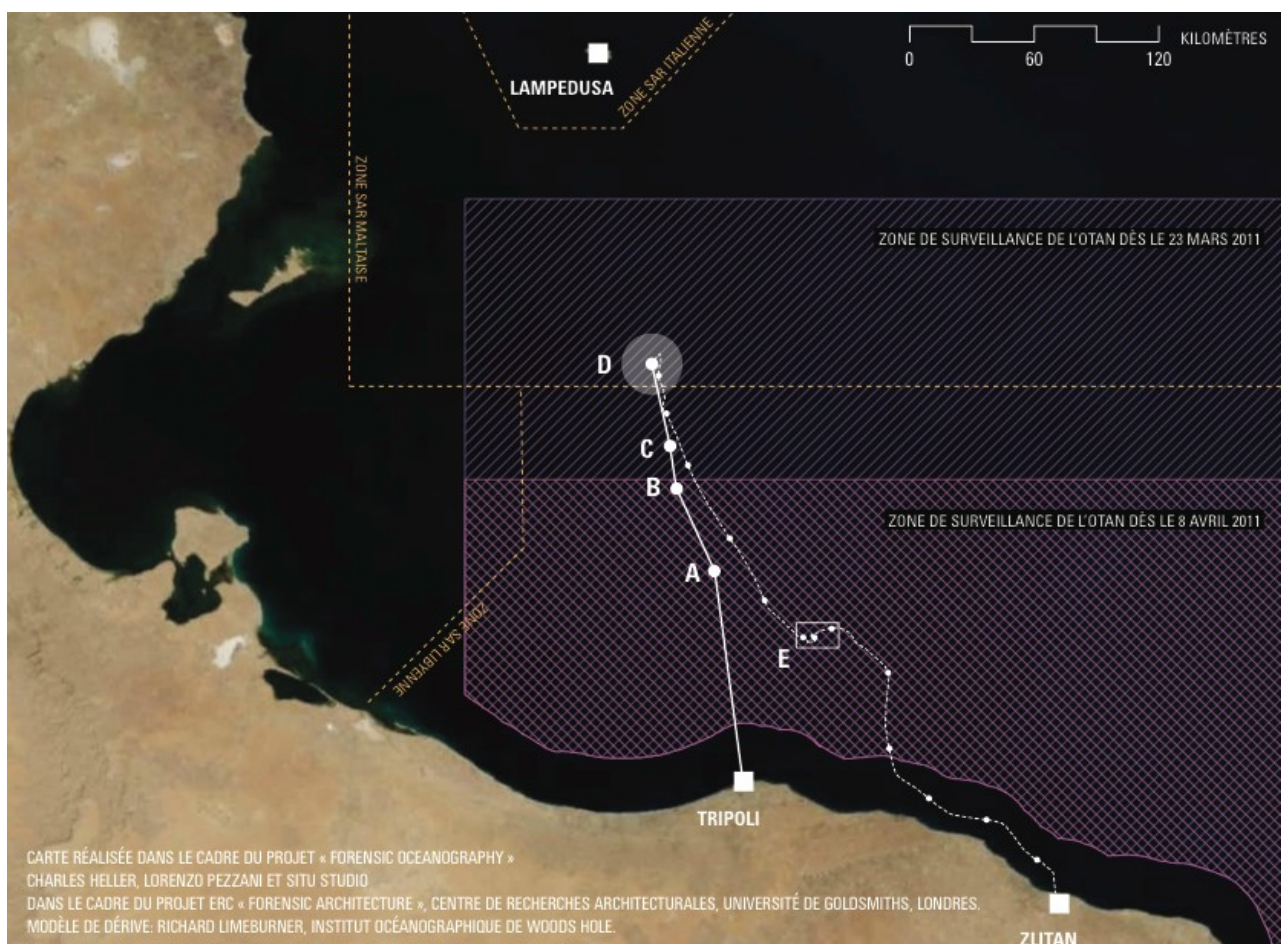 KILOMÈTRES
0 60 120
LAMPEDUSA
ZONE SAR ITALIENNE
ZONE SAR MALTAISE
ZONE DE SURVEILLANCE DE L'OTAN DÈS LE 23 MARS 2011
D
C
B
ZONE DE SURVEILLANCE DE L'OTAN DÈS LE 8 AVRIL 2011
A
ZONE SAR LIBYENNE
E
TRIPOLI
CARTE RÉALISÉE DANS LE CADRE DU PROJET « FORENSIC OCEANOGRAPHY »
CHARLES HELLER, LORENZO PEZZANI ET SITU STUDIO
DANS LE CADRE DU PROJET ERC « FORENSIC ARCHITECTURE », CENTRE DE RECHERCHES ARCHITECTURALES, UNIVERSITÉ DE GOLDSMITHS, LONDRES.
MODÈLE DE DÉRIVE: RICHARD LIMEBURNER, INSTITUT OCÉANOGRAPHIQUE DE WOODS HOLE.
ZLITAN